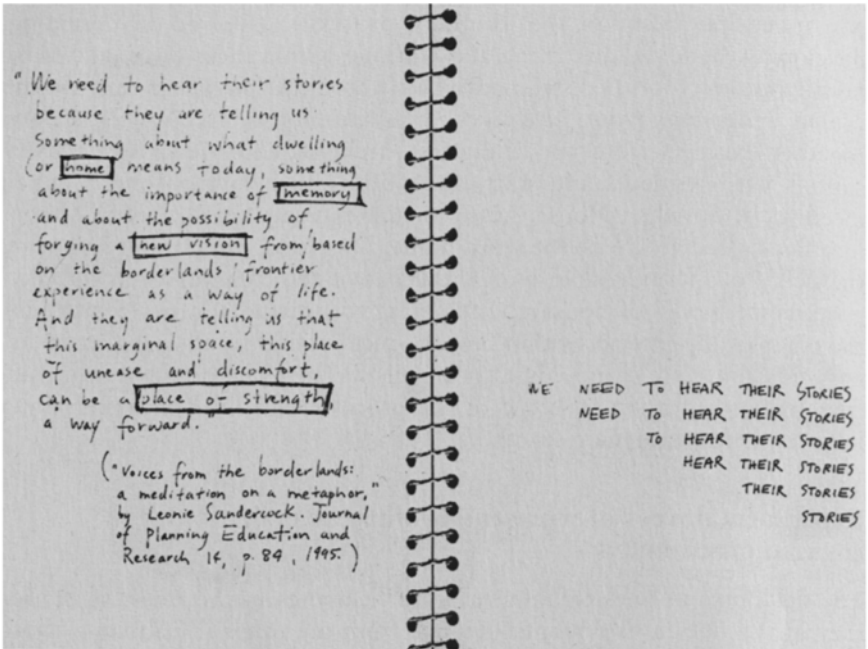 "We need to hear their stories
because they are telling us
something about what dwelling
(or home) means today, something
about the importance of memory
and about the possibility of
forging a new vision from, based
on the borderlands/frontier
experience as a way of life.
And they are telling us that
this marginal space, this place
of unease and discomfort,
can be a place of strength,
a way forward."
("Voices from the borderlands:
a meditation on a metaphor,"
by Leonie Sandercock. Journal
of Planning Education and
Research 14, p. 84, 1995.)
WE NEED TO HEAR THEIR STORIES
NEED TO HEAR THEIR STORIES
TO HEAR THEIR STORIES
HEAR THEIR STORIES
THEIR STORIES
STORIES